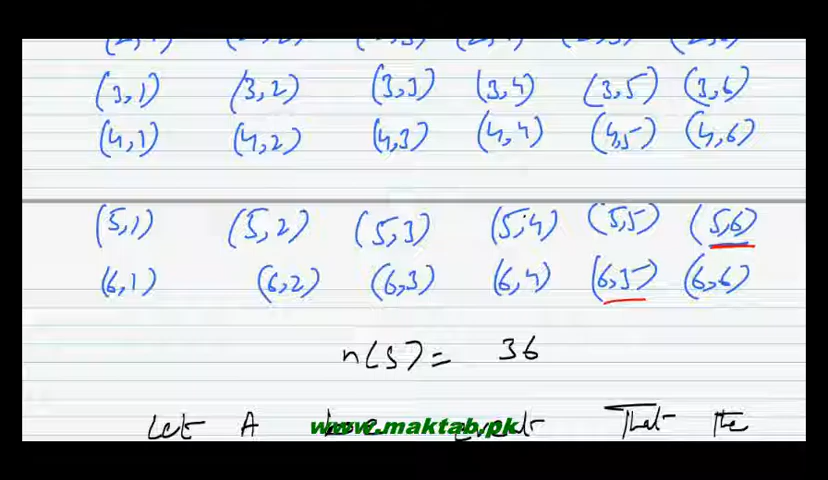 (3,1) (3,2) (3,3) (3,4) (3,5) (3,6)
(4,1) (4,2) (4,3) (4,4) (4,5) (4,6)
(5,1) (5,2) (5,3) (5,4) (5,5) (5,6)
(6,1) (6,2) (6,3) (6,4) (6,5) (6,6)
n(S) = 36
Let A be event That the
www.maktab.pk